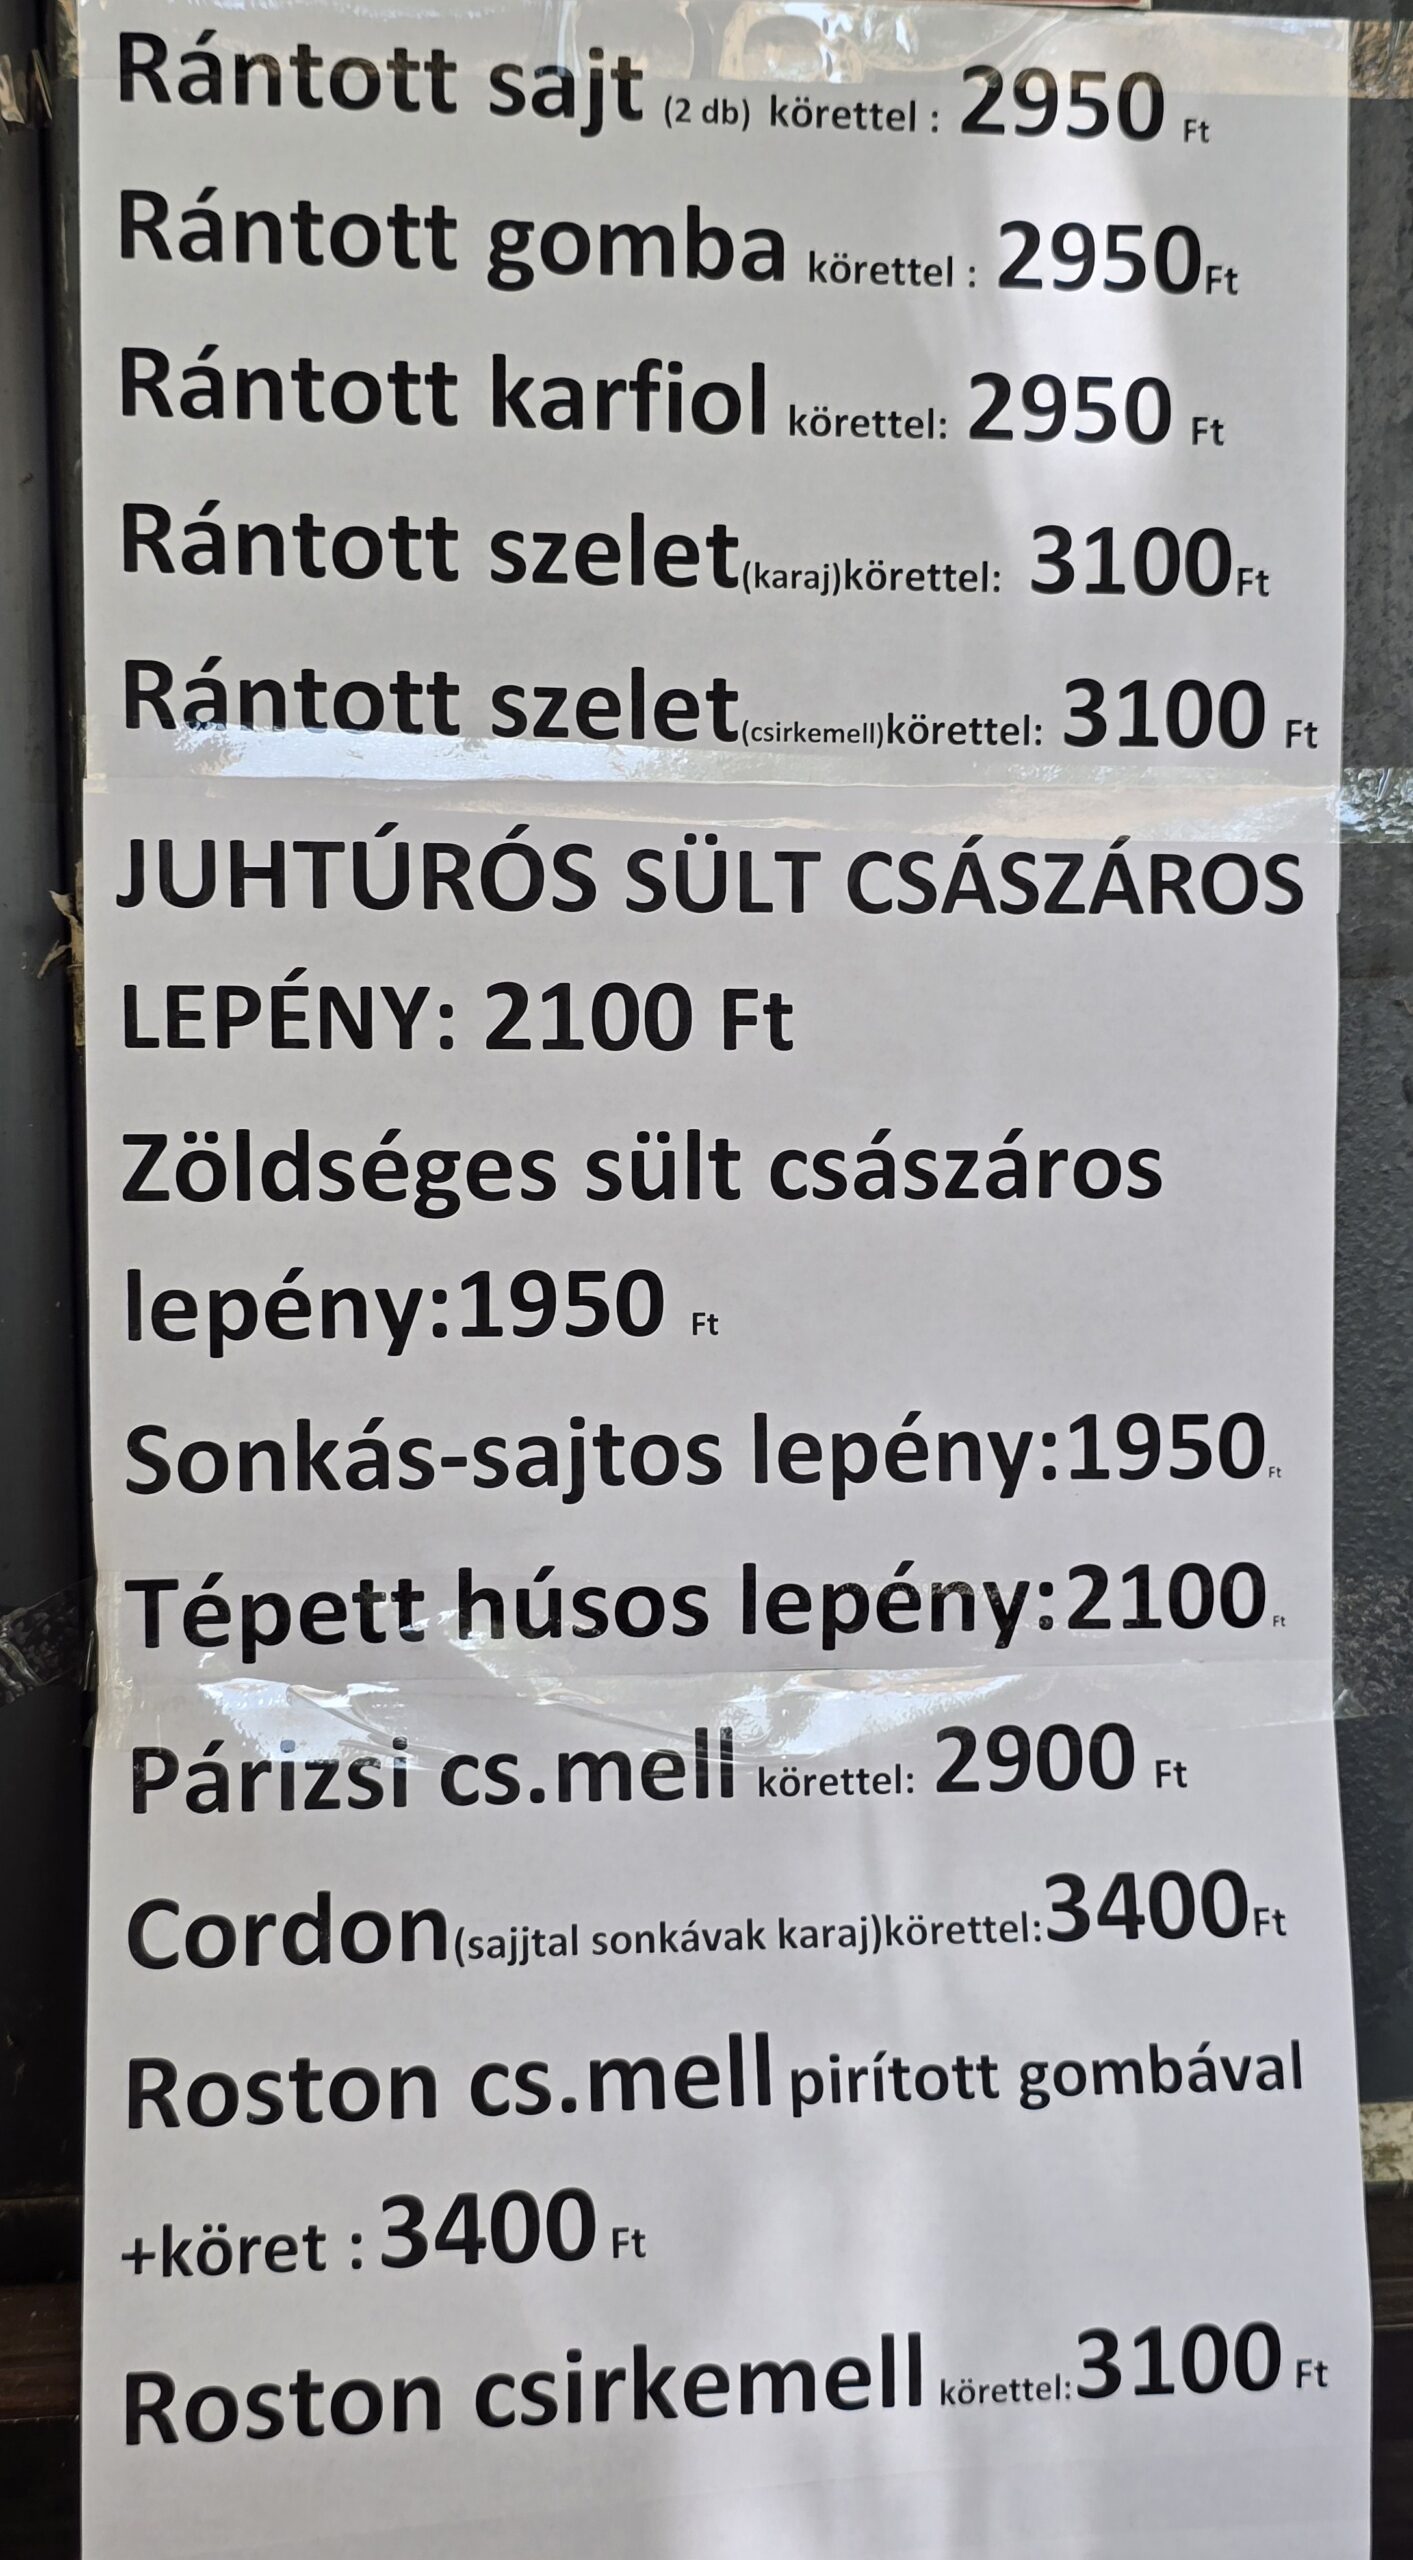 Rántott sajt (2 db) körettel : 2950 Ft
Rántott gomba körettel : 2950Ft
Rántott karfiol körettel: 2950 Ft
Rántott szelet(karaj)körettel: 3100Ft
Rántott szelet(csirkemell)körettel: 3100 Ft
JUHTÚRÓS SÜLT CSÁSZÁROS
LEPÉNY: 2100 Ft
Zöldséges sült császáros
lepény:1950 Ft
Sonkás-sajtos lepény:1950Ft
Tépett húsos lepény:2100Ft
Párizsi cs.mell körettel: 2900 Ft
Cordon(sajjtal sonkávak karaj)körettel:3400Ft
Roston cs.mell pirított gombával
+köret : 3400 Ft
Roston csirkemell körettel:3100 Ft